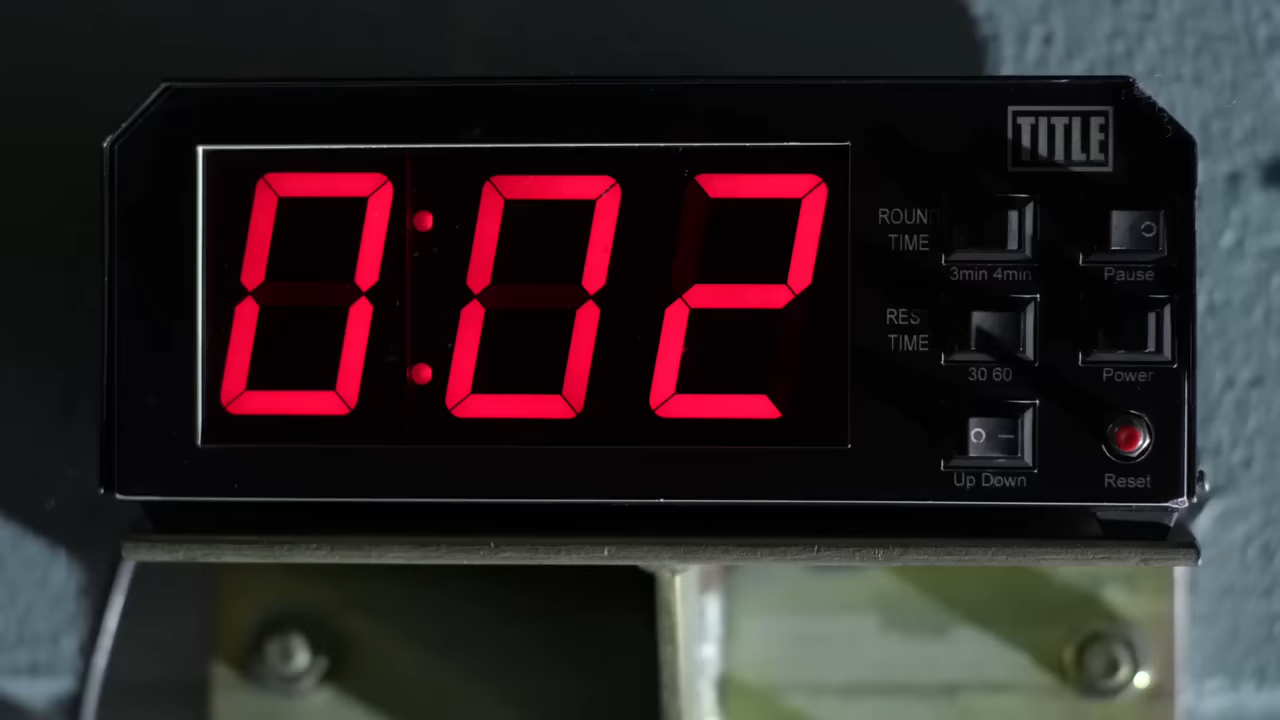 0:02
TITLE
ROUND
TIME
3min 4min
Pause
REST
TIME
30 60
Power
Up Down
Reset